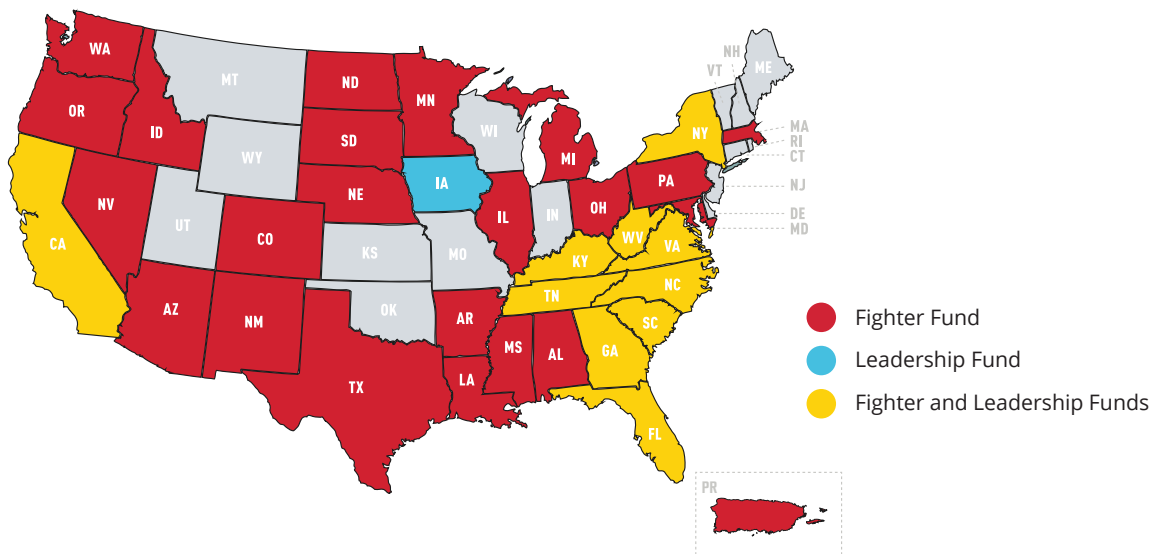 WA
MT
ND
MN
OR
ID
SD
WI
WY
MI
NY
NH
VT
ME
MA
RI
CT
NJ
DE
MD
NV
UT
CO
NE
IA
IL
IN
OH
PA
CA
KS
MO
KY
WV
VA
AZ
NM
OK
AR
TN
NC
SC
TX
LA
MS
AL
GA
FL
Fighter Fund
Leadership Fund
Fighter and Leadership Funds
PR